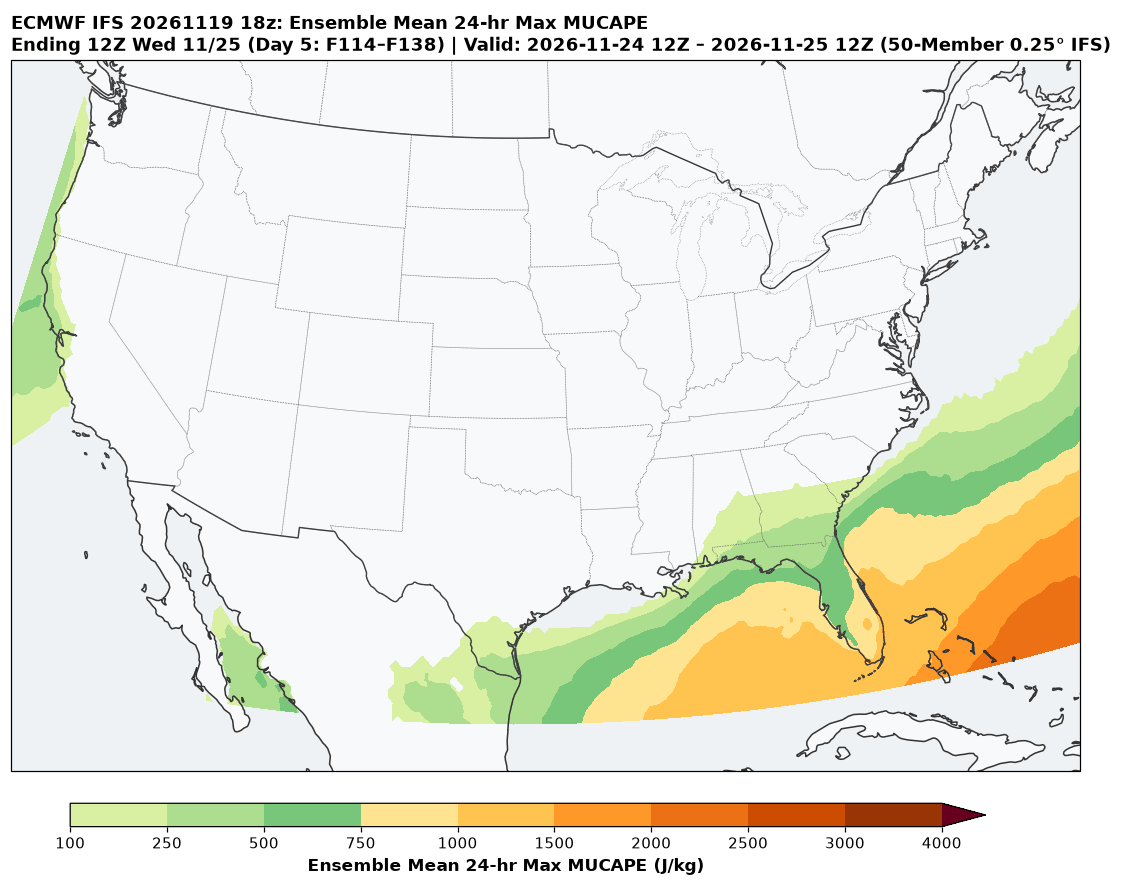 ECMWF IFS 20261119 18z: Ensemble Mean 24-hr Max MUCAPE
Ending 12Z Wed 11/25 (Day 5: F114–F138) | Valid: 2026-11-24 12Z – 2026-11-25 12Z (50-Member 0.25° IFS)
100 250 500 750 1000 1500 2000 2500 3000 4000
Ensemble Mean 24-hr Max MUCAPE (J/kg)